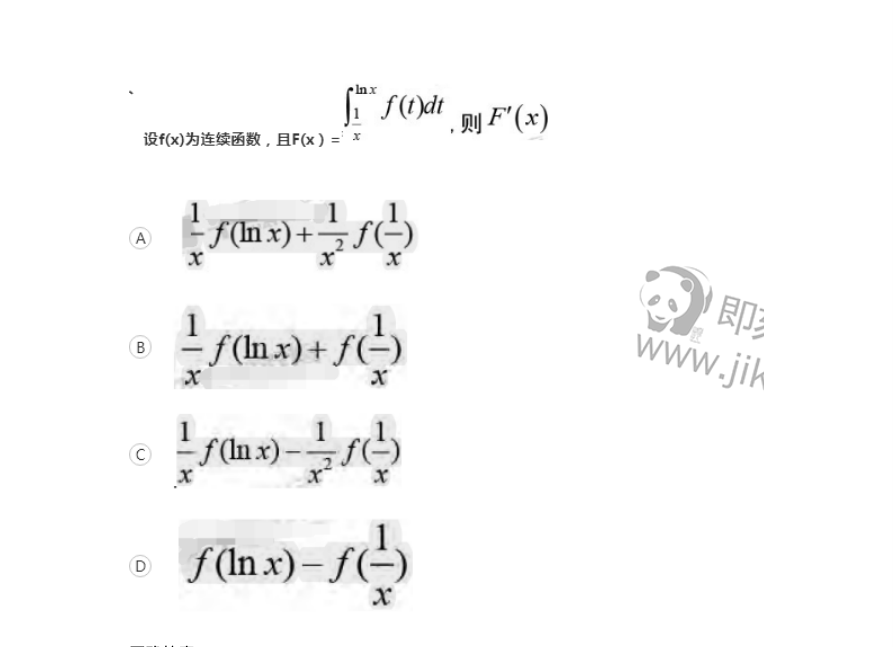 、
设f(x)为连续函数，且F(x）= ∫_{1/x}^{ln x} f(t)dt ，则 F′(x)
A 1/x f(ln x)+1/x² f(1/x)
B 1/x f(ln x)+f(1/x)
C 1/x f(ln x)−1/x² f(1/x)
D f(ln x)−f(1/x)
即
www.jik